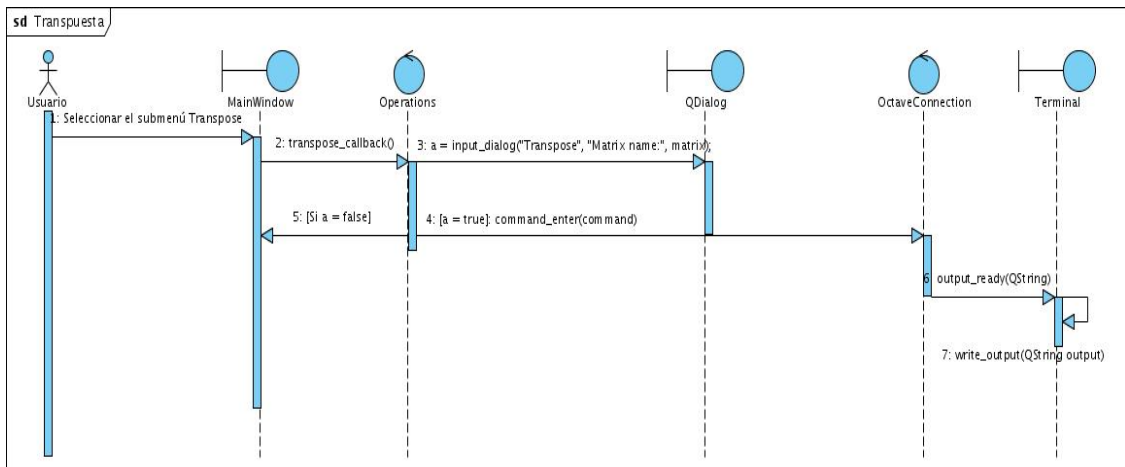 sd Transpuesta
Usuario
MainWindow
Operations
QDialog
OctaveConnection
Terminal
1: Seleccionar el submenú Transpose
2: transpose_callback()
3: a = input_dialog("Transpose", "Matrix name:", matrix);
5: [Si a = false]
4: [a = true]: command_enter(command)
6 output_ready(QString)
7: write_output(QString output)